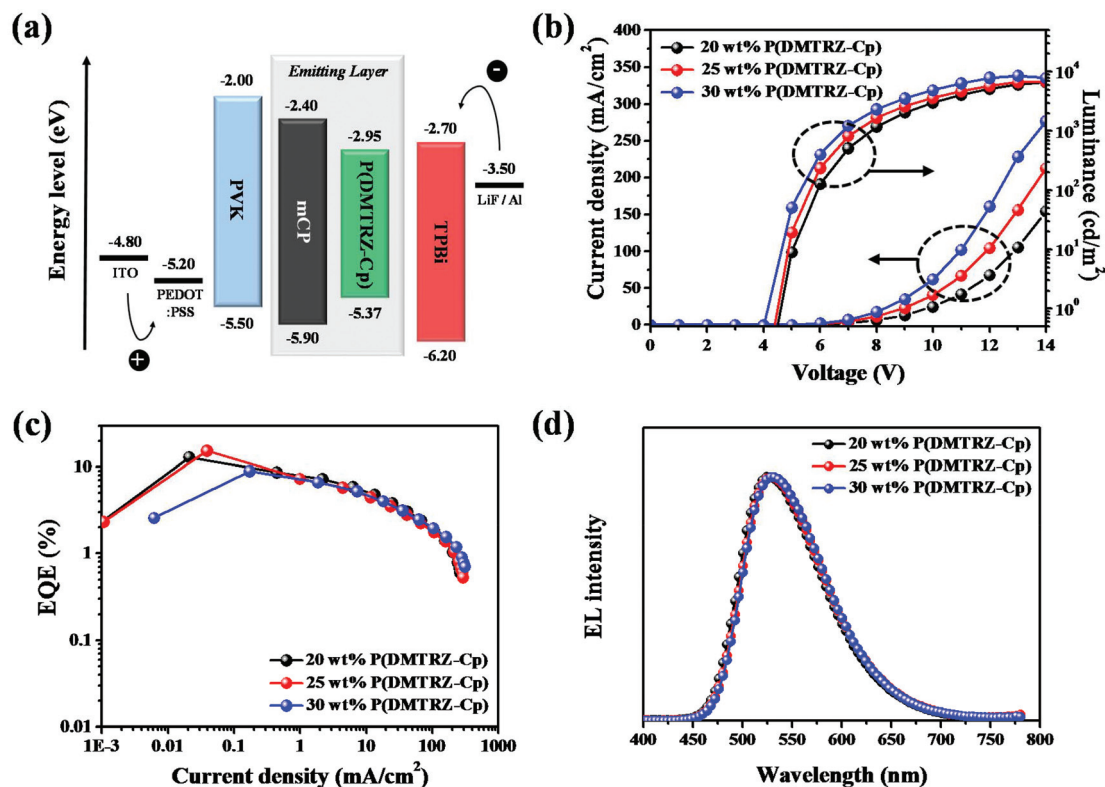 (a)
Energy level (eV)
Emitting Layer
-2.00
-2.40
-2.95
-2.70
-
-3.50
LiF / Al
PVK
mCP
P(DMTRZ-Cp)
TPBi
-4.80
ITO
-5.20
PEDOT
:PSS
+
-5.50
-5.90
-5.37
-6.20
(b)
20 wt% P(DMTRZ-Cp)
25 wt% P(DMTRZ-Cp)
30 wt% P(DMTRZ-Cp)
Current density (mA/cm²)
400
350
300
250
200
150
100
50
0
0 2 4 6 8 10 12 14
Voltage (V)
10⁴
10³
10²
10¹
10⁰
Luminance (cd/m²)
(c)
EQE (%)
10
1
0.1
0.01
20 wt% P(DMTRZ-Cp)
25 wt% P(DMTRZ-Cp)
30 wt% P(DMTRZ-Cp)
1E-3 0.01 0.1 1 10 100 1000
Current density (mA/cm²)
(d)
20 wt% P(DMTRZ-Cp)
25 wt% P(DMTRZ-Cp)
30 wt% P(DMTRZ-Cp)
EL intensity
400 450 500 550 600 650 700 750 800
Wavelength (nm)